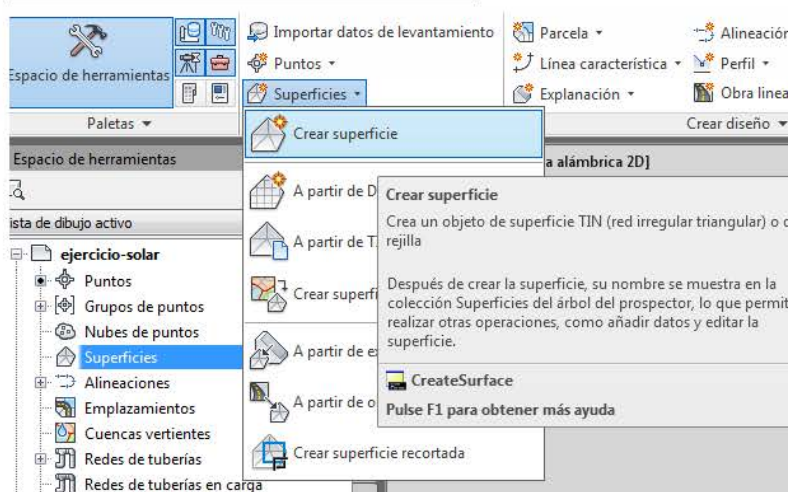 Espacio de herramientas
Paletas
Importar datos de levantamiento
Puntos
Superficies
Parcela
Línea característica
Explanación
Alineación
Perfil
Obra linea
Crear diseño
Crear superficie
A partir de D
A partir de T
Crear superfi
A partir de e
A partir de o
Crear superficie recortada
a alámbrica 2D]
Crear superficie
Crea un objeto de superficie TIN (red irregular triangular) o
rejilla
Después de crear la superficie, su nombre se muestra en la
colección Superficies del árbol del prospector, lo que permit
realizar otras operaciones, como añadir datos y editar la
superficie.
CreateSurface
Pulse F1 para obtener más ayuda
Espacio de herramientas
ista de dibujo activo
ejercicio-solar
Puntos
Grupos de puntos
Nubes de puntos
Superficies
Alineaciones
Emplazamientos
Cuencas vertientes
Redes de tuberías
Redes de tuberías en carga